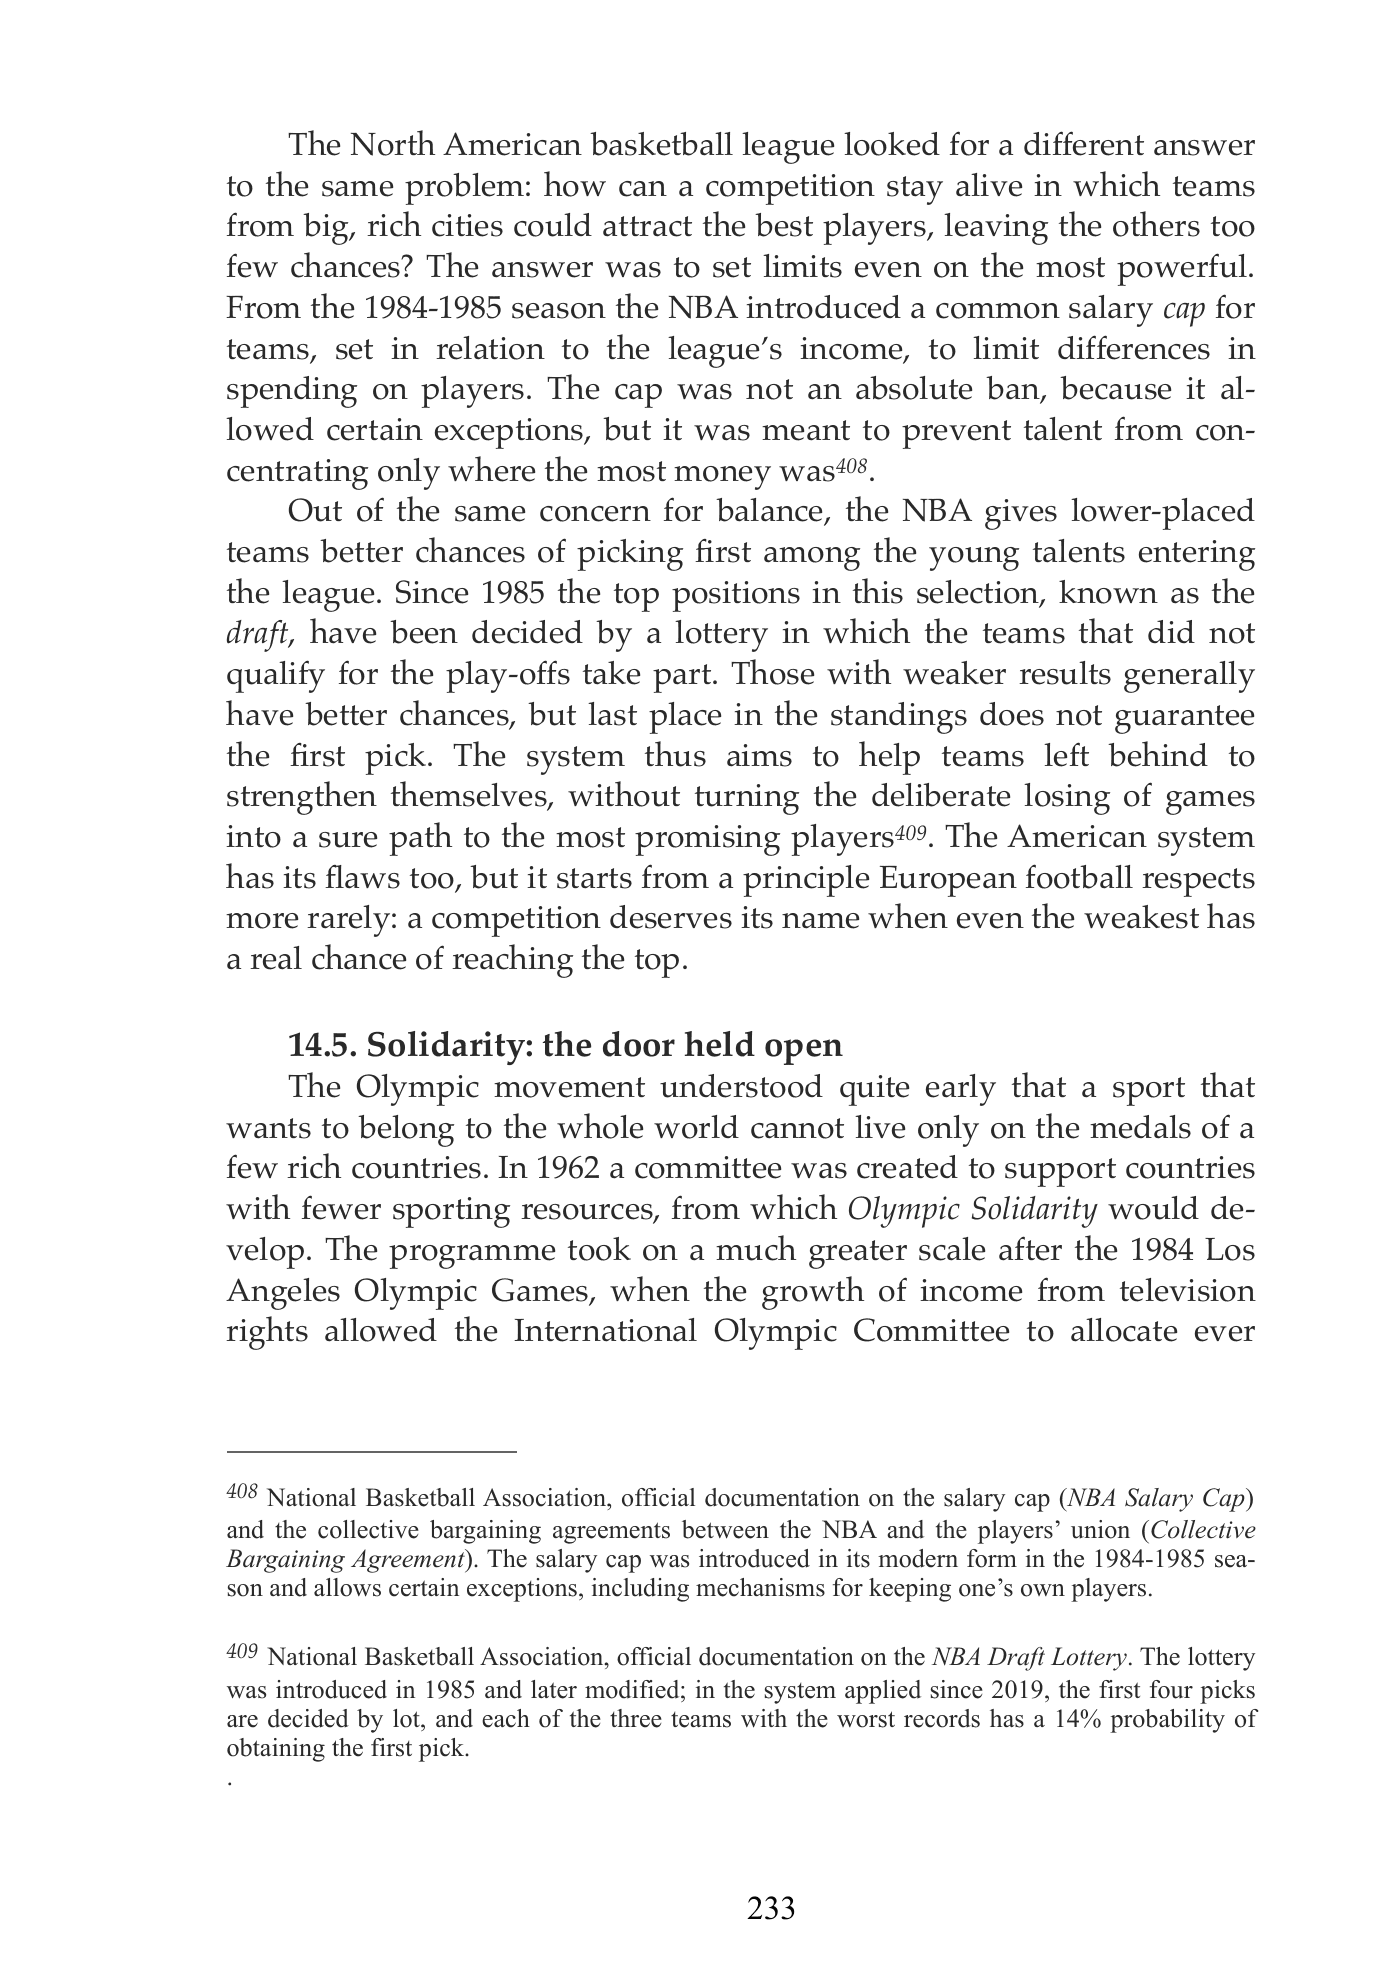 The North American basketball league looked for a different answer
to the same problem: how can a competition stay alive in which teams
from big, rich cities could attract the best players, leaving the others too
few chances? The answer was to set limits even on the most powerful.
From the 1984-1985 season the NBA introduced a common salary cap for
teams, set in relation to the league’s income, to limit differences in
spending on players. The cap was not an absolute ban, because it al-
lowed certain exceptions, but it was meant to prevent talent from con-
centrating only where the most money was408.
Out of the same concern for balance, the NBA gives lower-placed
teams better chances of picking first among the young talents entering
the league. Since 1985 the top positions in this selection, known as the
draft, have been decided by a lottery in which the teams that did not
qualify for the play-offs take part. Those with weaker results generally
have better chances, but last place in the standings does not guarantee
the first pick. The system thus aims to help teams left behind to
strengthen themselves, without turning the deliberate losing of games
into a sure path to the most promising players409. The American system
has its flaws too, but it starts from a principle European football respects
more rarely: a competition deserves its name when even the weakest has
a real chance of reaching the top.
14.5. Solidarity: the door held open
The Olympic movement understood quite early that a sport that
wants to belong to the whole world cannot live only on the medals of a
few rich countries. In 1962 a committee was created to support countries
with fewer sporting resources, from which Olympic Solidarity would de-
velop. The programme took on a much greater scale after the 1984 Los
Angeles Olympic Games, when the growth of income from television
rights allowed the International Olympic Committee to allocate ever
408 National Basketball Association, official documentation on the salary cap (NBA Salary Cap)
and the collective bargaining agreements between the NBA and the players’ union (Collective
Bargaining Agreement). The salary cap was introduced in its modern form in the 1984-1985 sea-
son and allows certain exceptions, including mechanisms for keeping one’s own players.
409 National Basketball Association, official documentation on the NBA Draft Lottery. The lottery
was introduced in 1985 and later modified; in the system applied since 2019, the first four picks
are decided by lot, and each of the three teams with the worst records has a 14% probability of
obtaining the first pick.
.
233